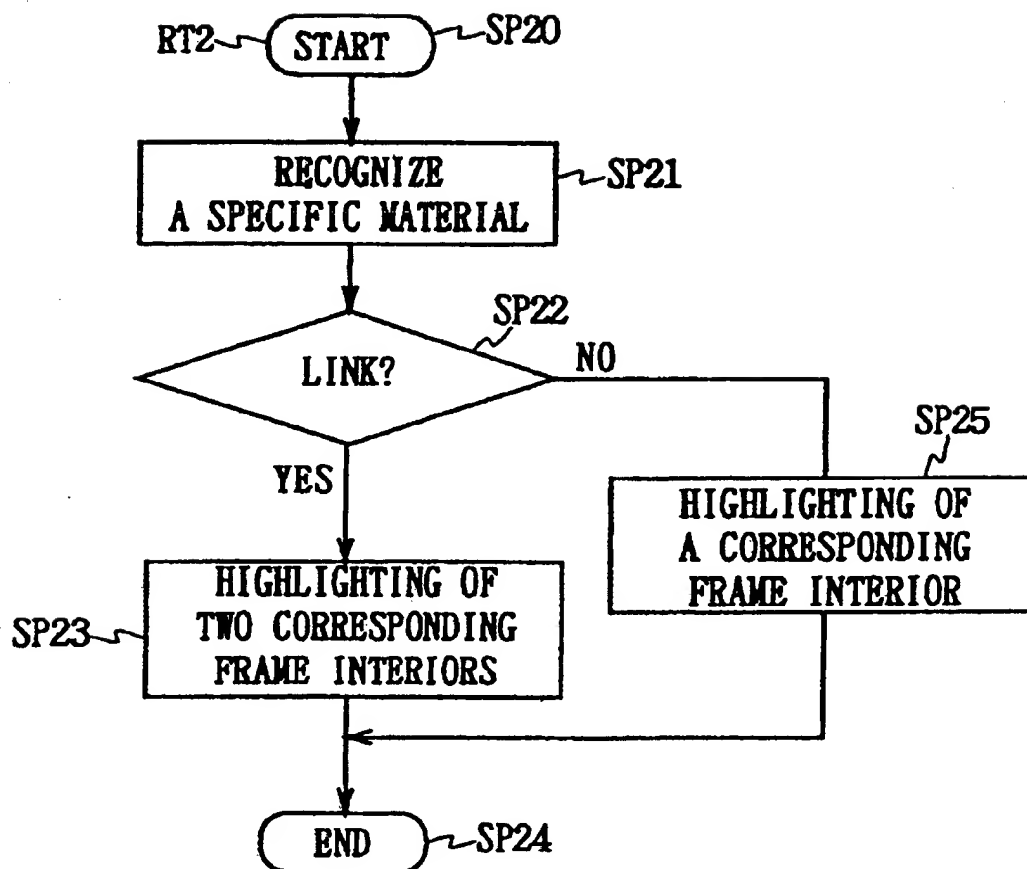 RT2
START
SP20
RECOGNIZE
A SPECIFIC MATERIAL
SP21
SP22
LINK?
NO
YES
SP25
HIGHLIGHTING OF
A CORRESPONDING
FRAME INTERIOR
HIGHLIGHTING OF
TWO CORRESPONDING
FRAME INTERIORS
SP23
END
SP24